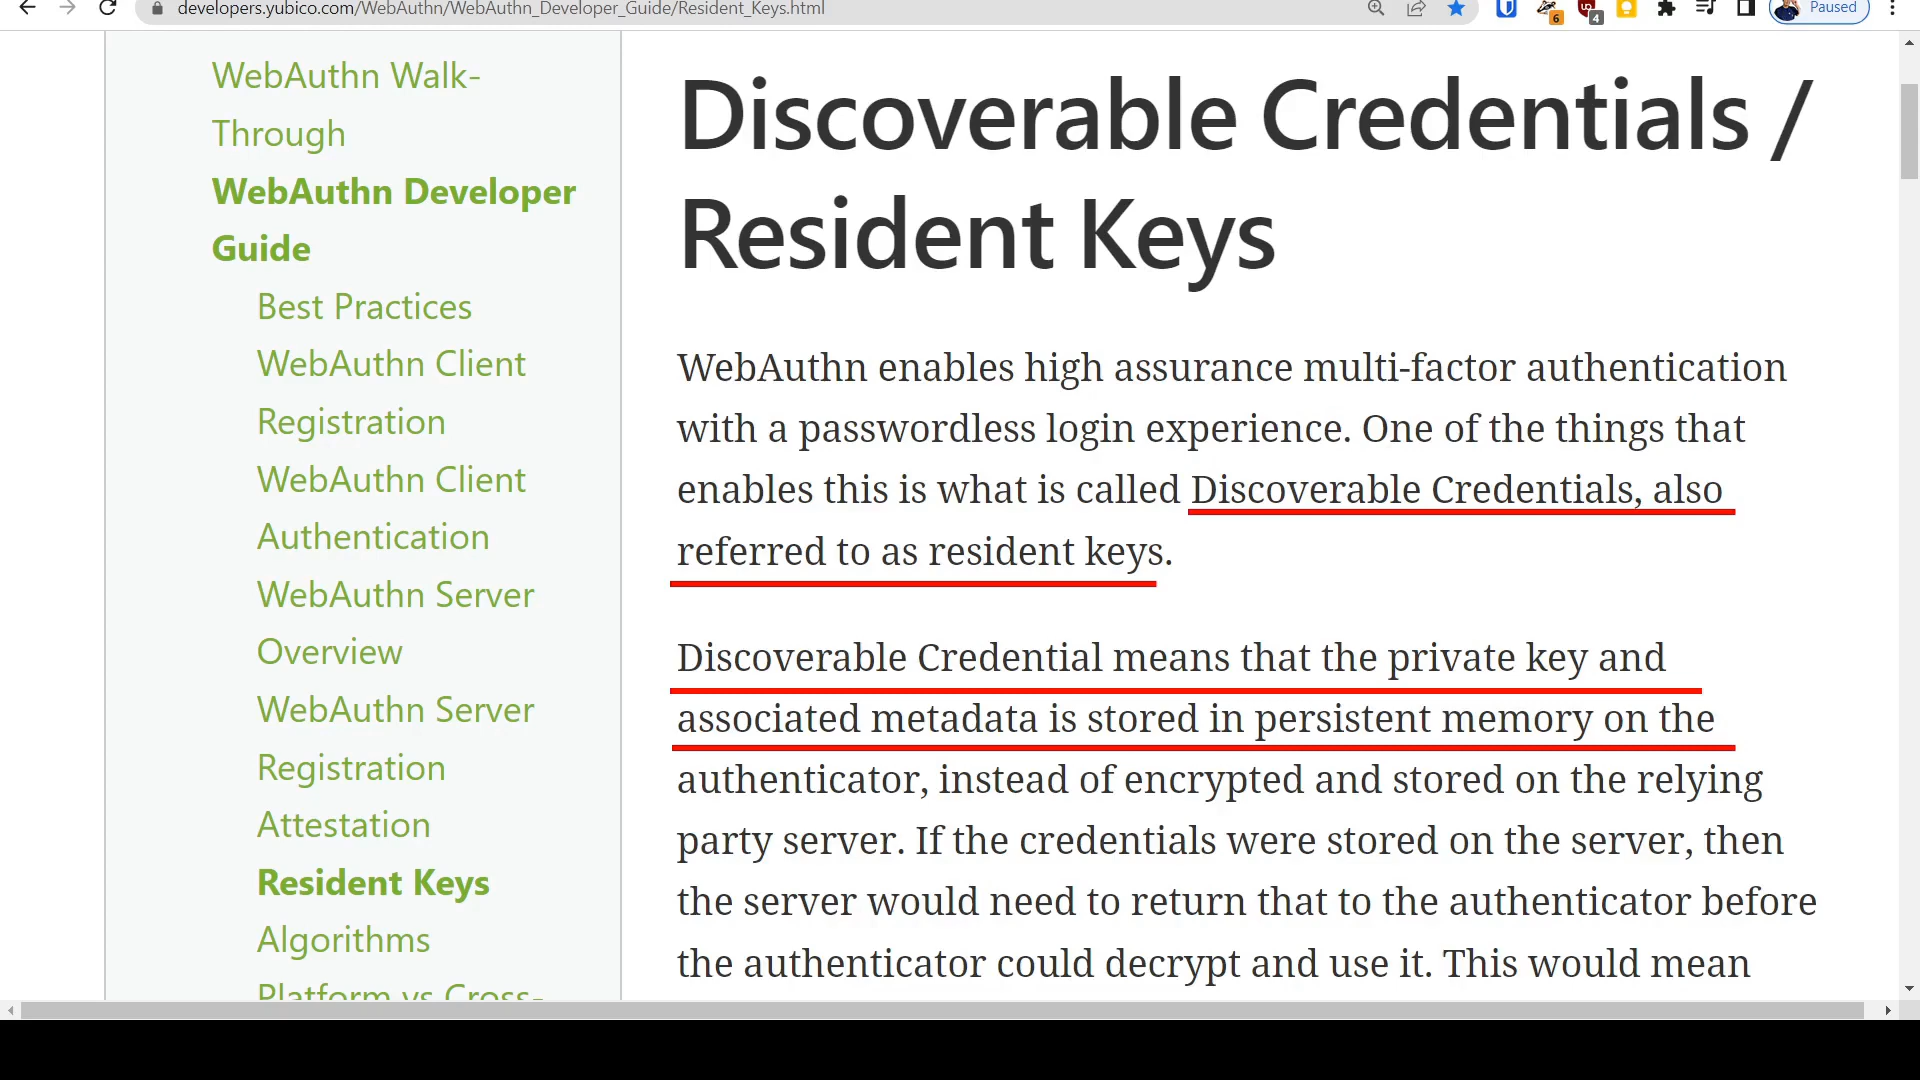 developers.yubico.com/WebAuthn/WebAuthn_Developer_Guide/Resident_Keys.html
6
4
Paused
WebAuthn Walk-
Through
WebAuthn Developer
Guide
Best Practices
WebAuthn Client
Registration
WebAuthn Client
Authentication
WebAuthn Server
Overview
WebAuthn Server
Registration
Attestation
Resident Keys
Algorithms
Platform vs Cross-
Discoverable Credentials /
Resident Keys
WebAuthn enables high assurance multi-factor authentication
with a passwordless login experience. One of the things that
enables this is what is called Discoverable Credentials, also
referred to as resident keys.
Discoverable Credential means that the private key and
associated metadata is stored in persistent memory on the
authenticator, instead of encrypted and stored on the relying
party server. If the credentials were stored on the server, then
the server would need to return that to the authenticator before
the authenticator could decrypt and use it. This would mean